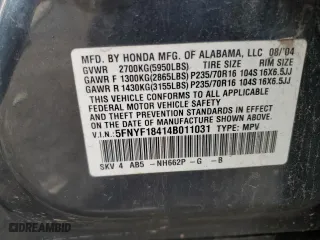 MFD. BY HONDA MFG. OF ALABAMA, LLC 08/'04
GVWR 2700KG(5950LBS) TIRE SIZE RIM SIZE
GAWR F 1300KG(2865LBS) P235/70R16 104S 16X6.5JJ
GAWR R 1430KG(3155LBS) P235/70R16 104S 16X6.5JJ
THIS VEHICLE CONFORMS TO ALL APPLICABLE
FEDERAL MOTOR VEHICLE SAFETY AND THEFT
PREVENTION STANDARDS IN EFFECT ON THE DATE
OF MANUFACTURE SHOWN ABOVE.
V.I.N.: 5FNYF18414B011031 TYPE: MPV
SKV 4 AB5 -NH662P -G -B